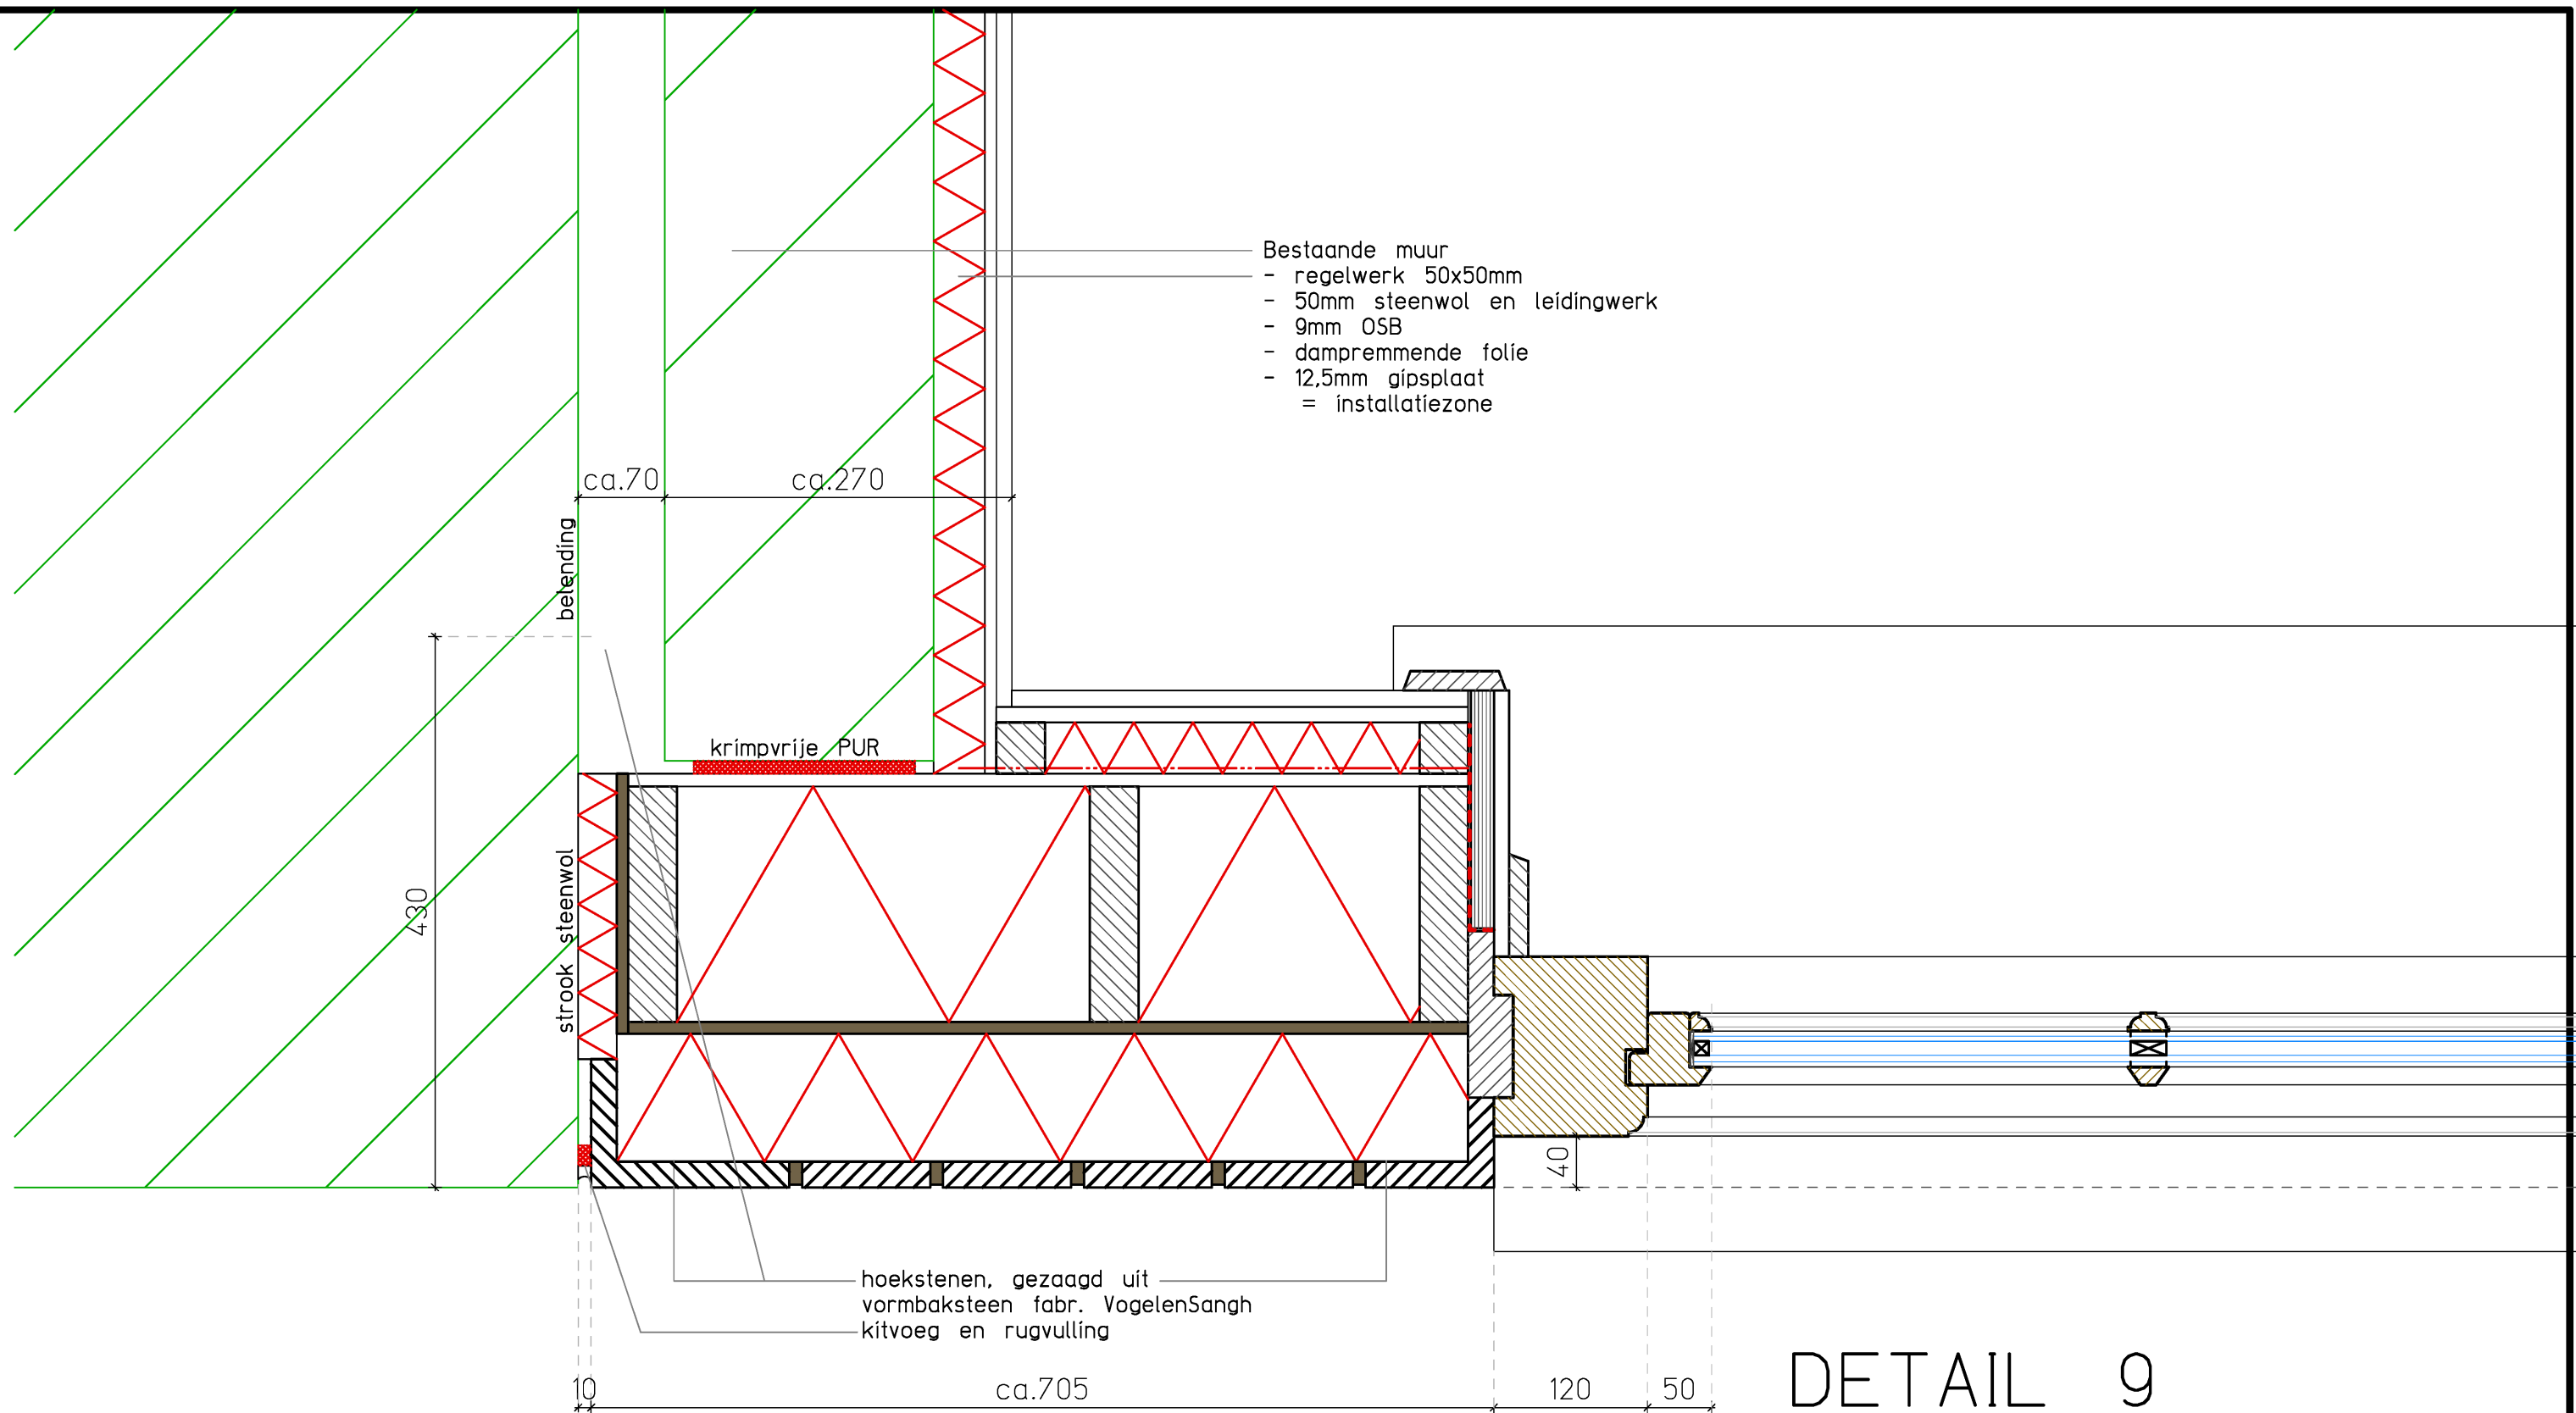 Bestaande muur
- regelwerk 50x50mm
- 50mm steenwol en leidingwerk
- 9mm OSB
- dampremmende folie
- 12,5mm gipsplaat
= installatiezone
ca.70
ca.270
belending
krimpvrije PUR
430
strook steenwol
40
hoekstenen, gezaagd uit
vormbaksteen fabr. VogelenSangh
kitvoeg en rugvulling
10
ca.705
120
50
DETAIL 9